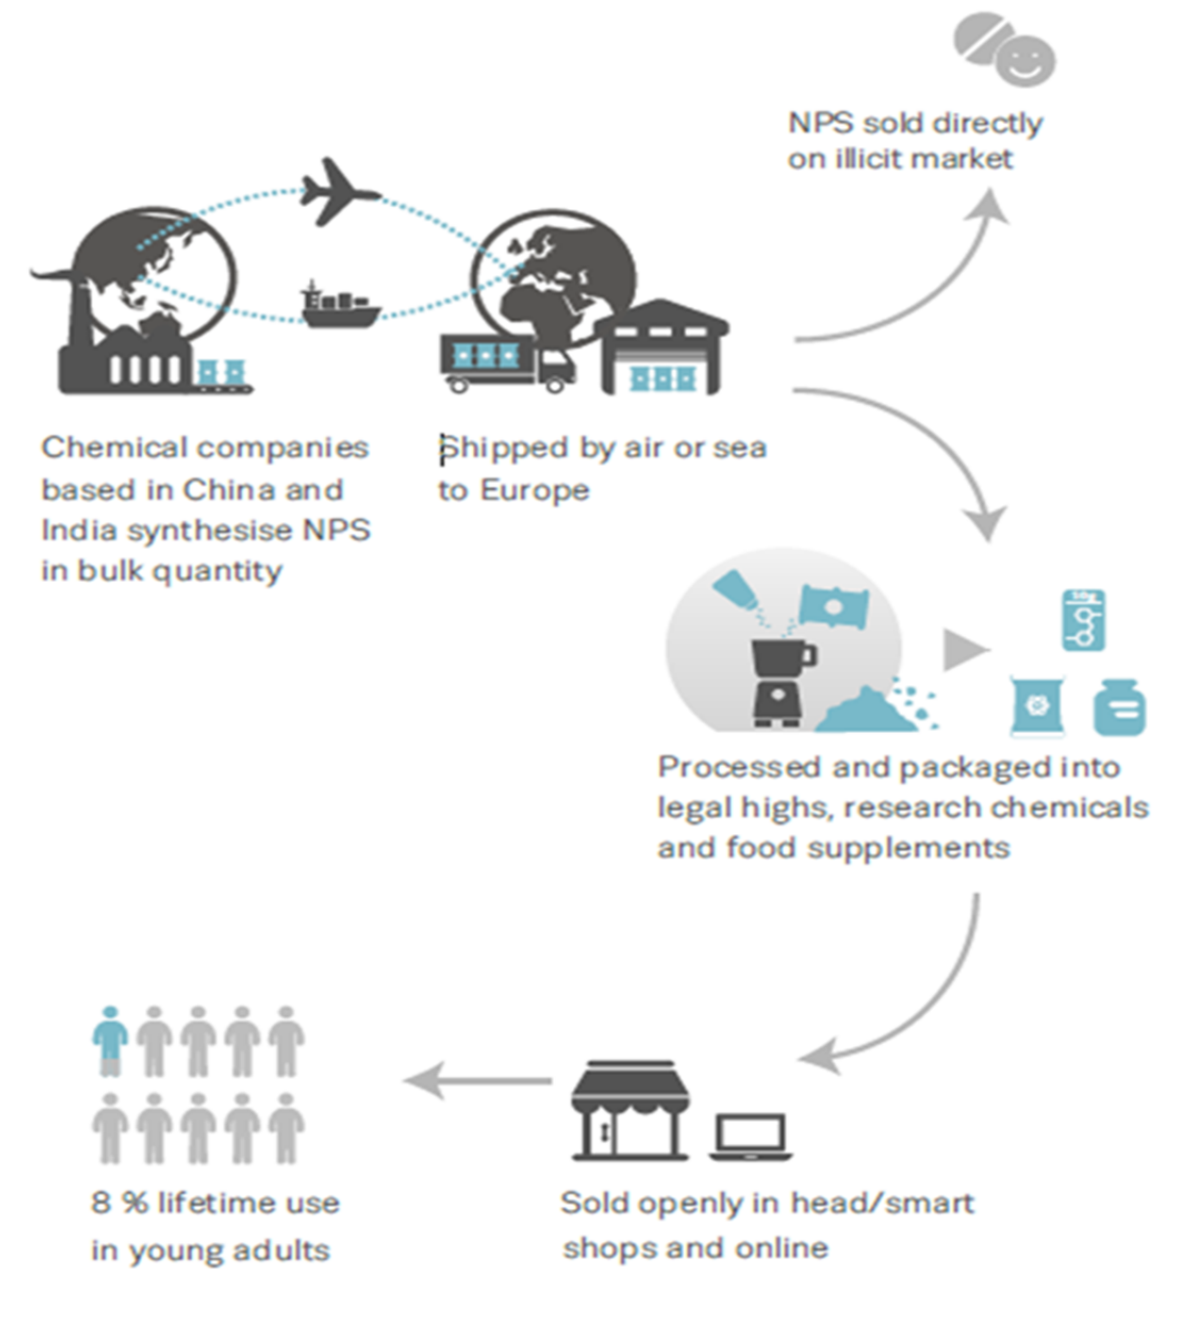 NPS sold directly
on illicit market
Chemical companies
based in China and
India synthesise NPS
in bulk quantity
Shipped by air or sea
to Europe
Processed and packaged into
legal highs, research chemicals
and food supplements
8 % lifetime use
in young adults
Sold openly in head/smart
shops and online